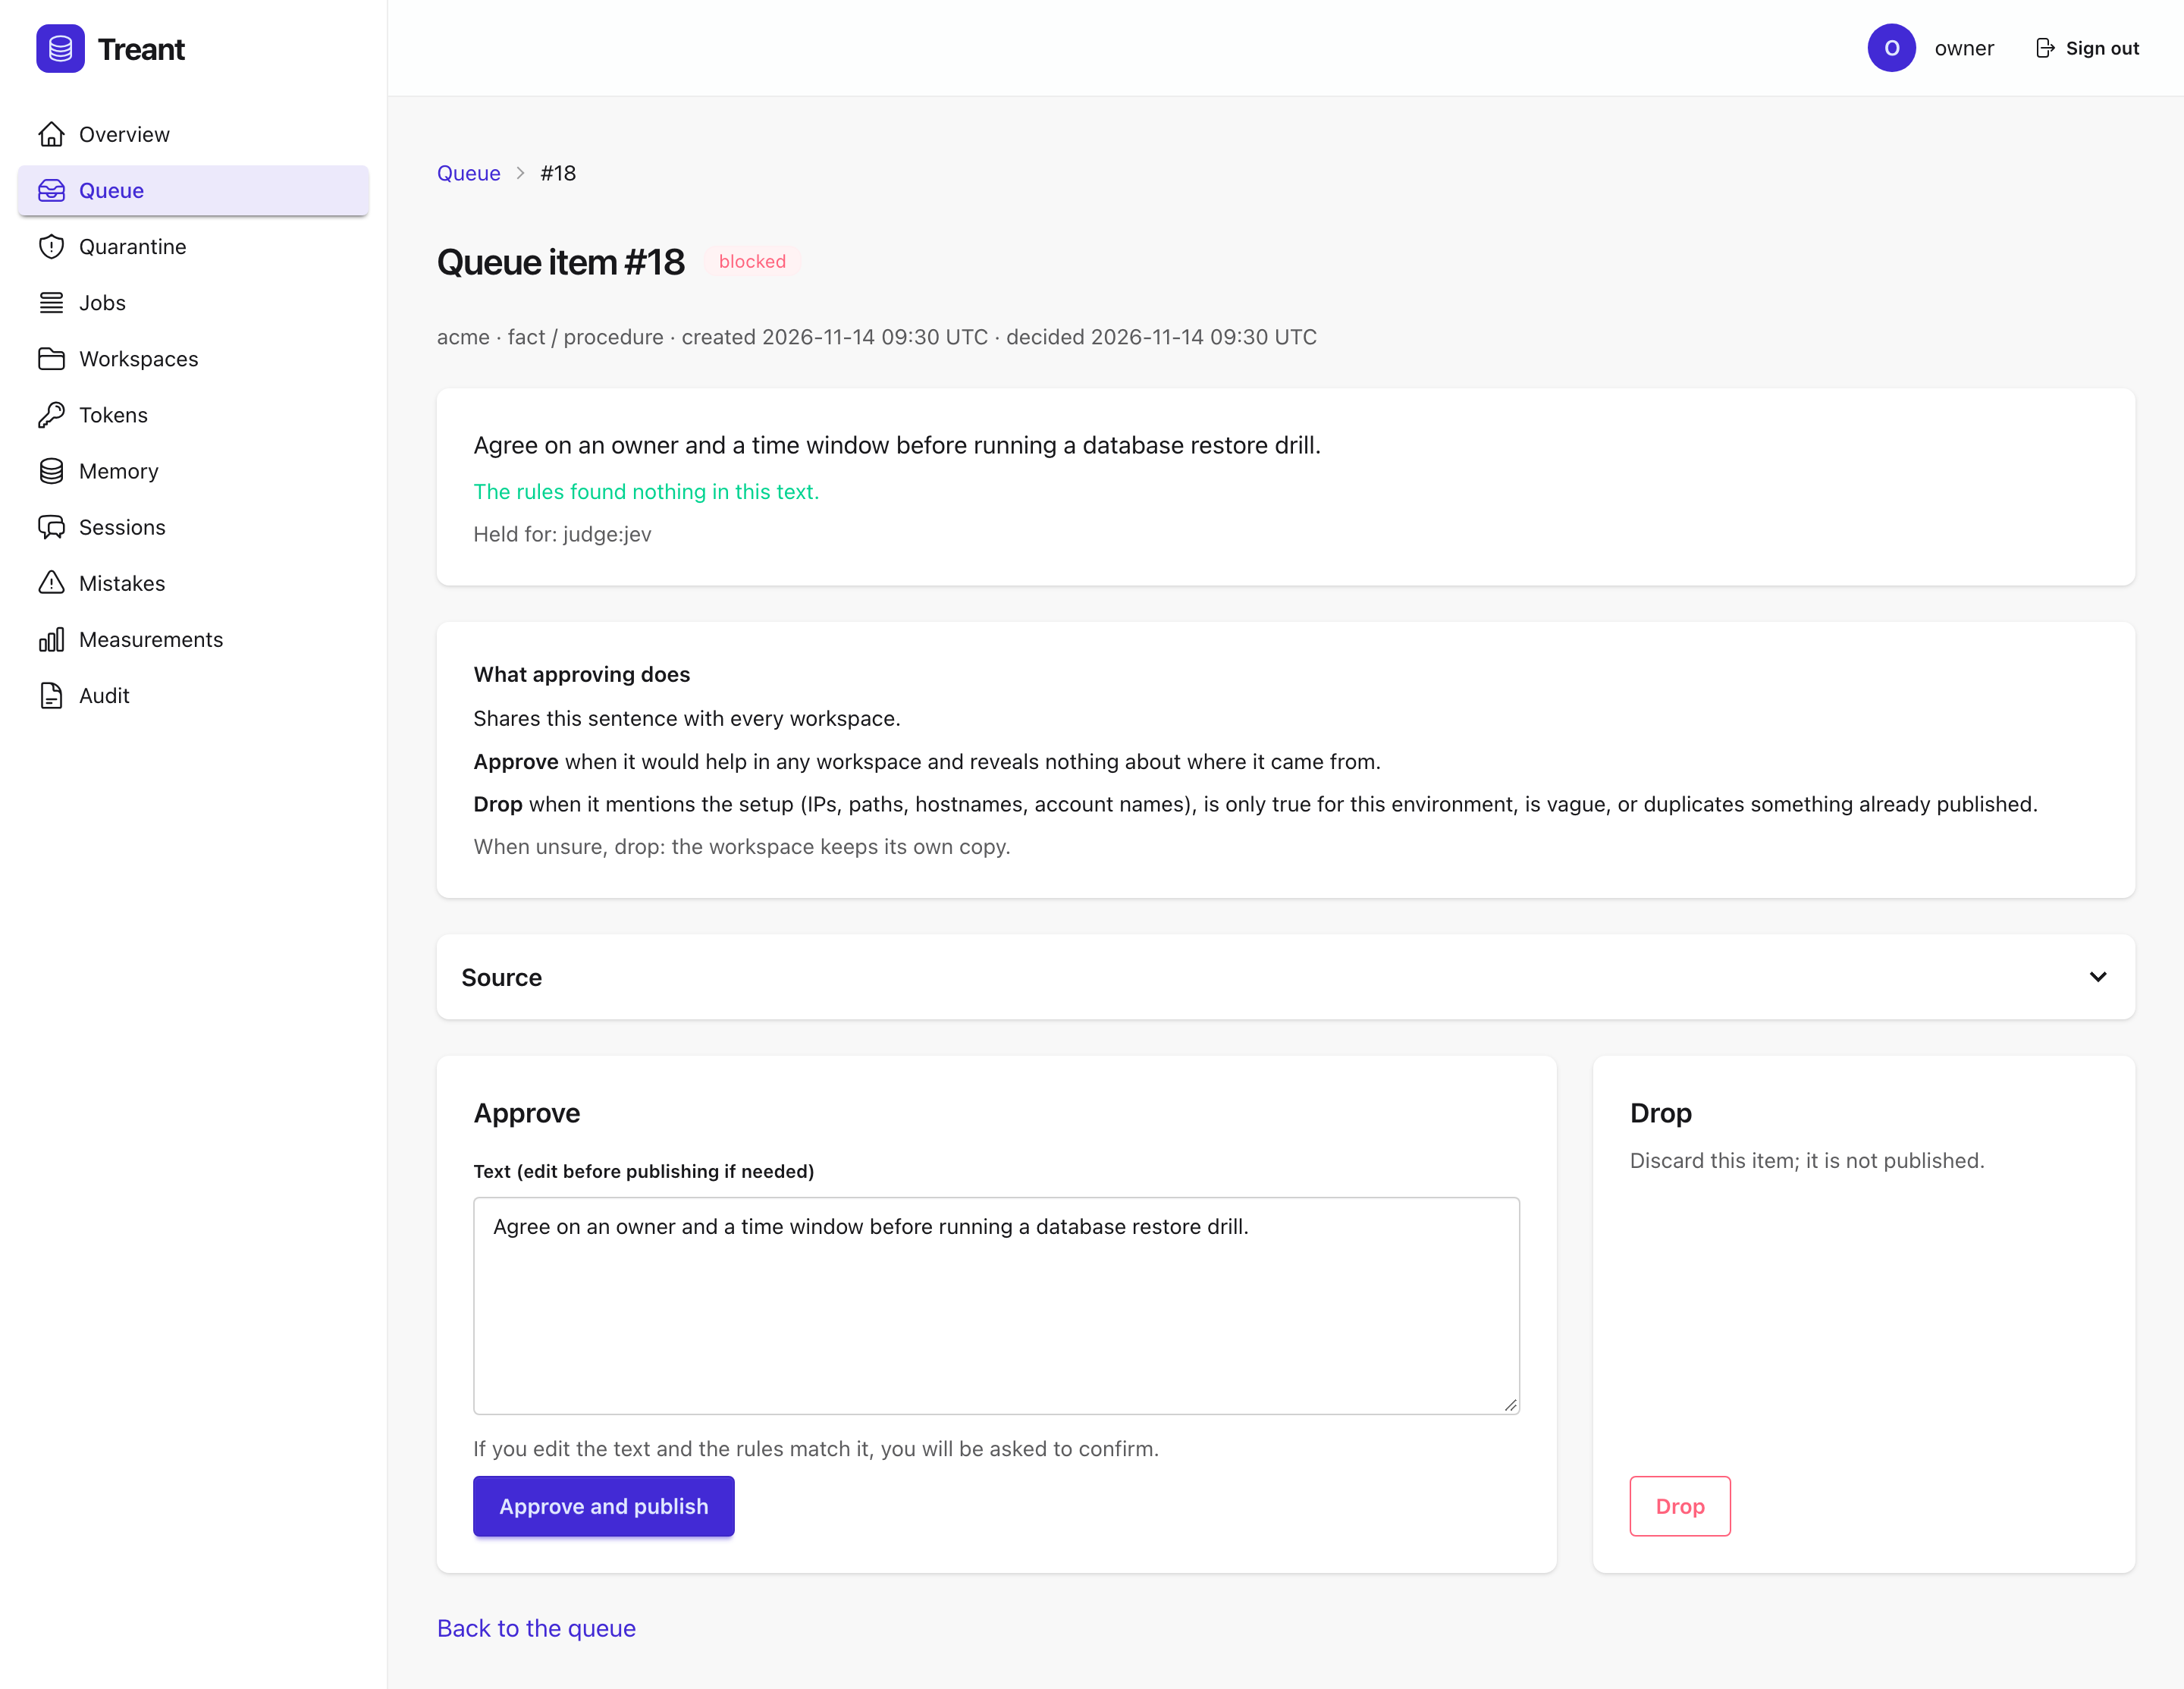 Treant
owner
Sign out
Overview
Queue
Quarantine
Jobs
Workspaces
Tokens
Memory
Sessions
Mistakes
Measurements
Audit
Queue > #18
Queue item #18 blocked
acme · fact / procedure · created 2026-11-14 09:30 UTC · decided 2026-11-14 09:30 UTC
Agree on an owner and a time window before running a database restore drill.
The rules found nothing in this text.
Held for: judge:jev
What approving does
Shares this sentence with every workspace.
Approve when it would help in any workspace and reveals nothing about where it came from.
Drop when it mentions the setup (IPs, paths, hostnames, account names), is only true for this environment, is vague, or duplicates something already published.
When unsure, drop: the workspace keeps its own copy.
Source
Approve
Text (edit before publishing if needed)
Agree on an owner and a time window before running a database restore drill.
If you edit the text and the rules match it, you will be asked to confirm.
Approve and publish
Drop
Discard this item; it is not published.
Drop
Back to the queue
O